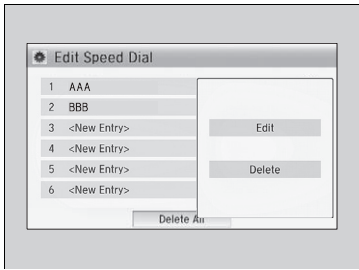 Edit Speed Dial
1 AAA
2 BBB
3 <New Entry>
4 <New Entry>
5 <New Entry>
6 <New Entry>
Edit
Delete
Delete All